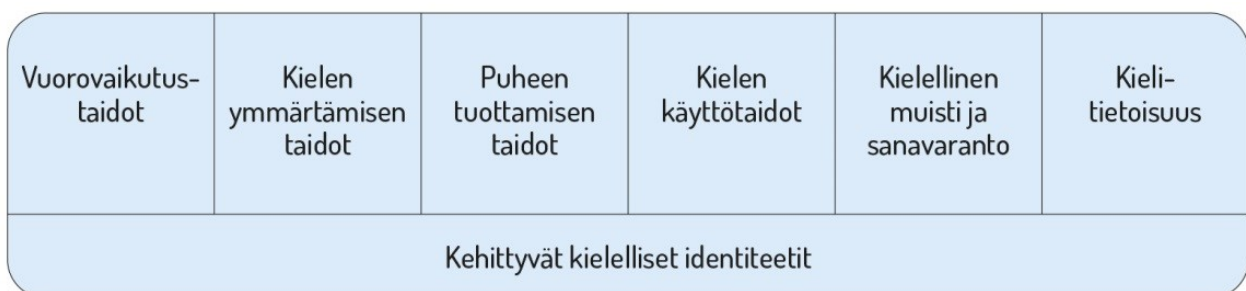 Vuorovaikutus-
taidot
Kielen
ymmärtämisen
taidot
Puheen
tuottamisen
taidot
Kielen
käyttötaidot
Kielellinen
muisti ja
sanavaranto
Kieli-
tietoisuus
Kehittyvät kielelliset identiteetit